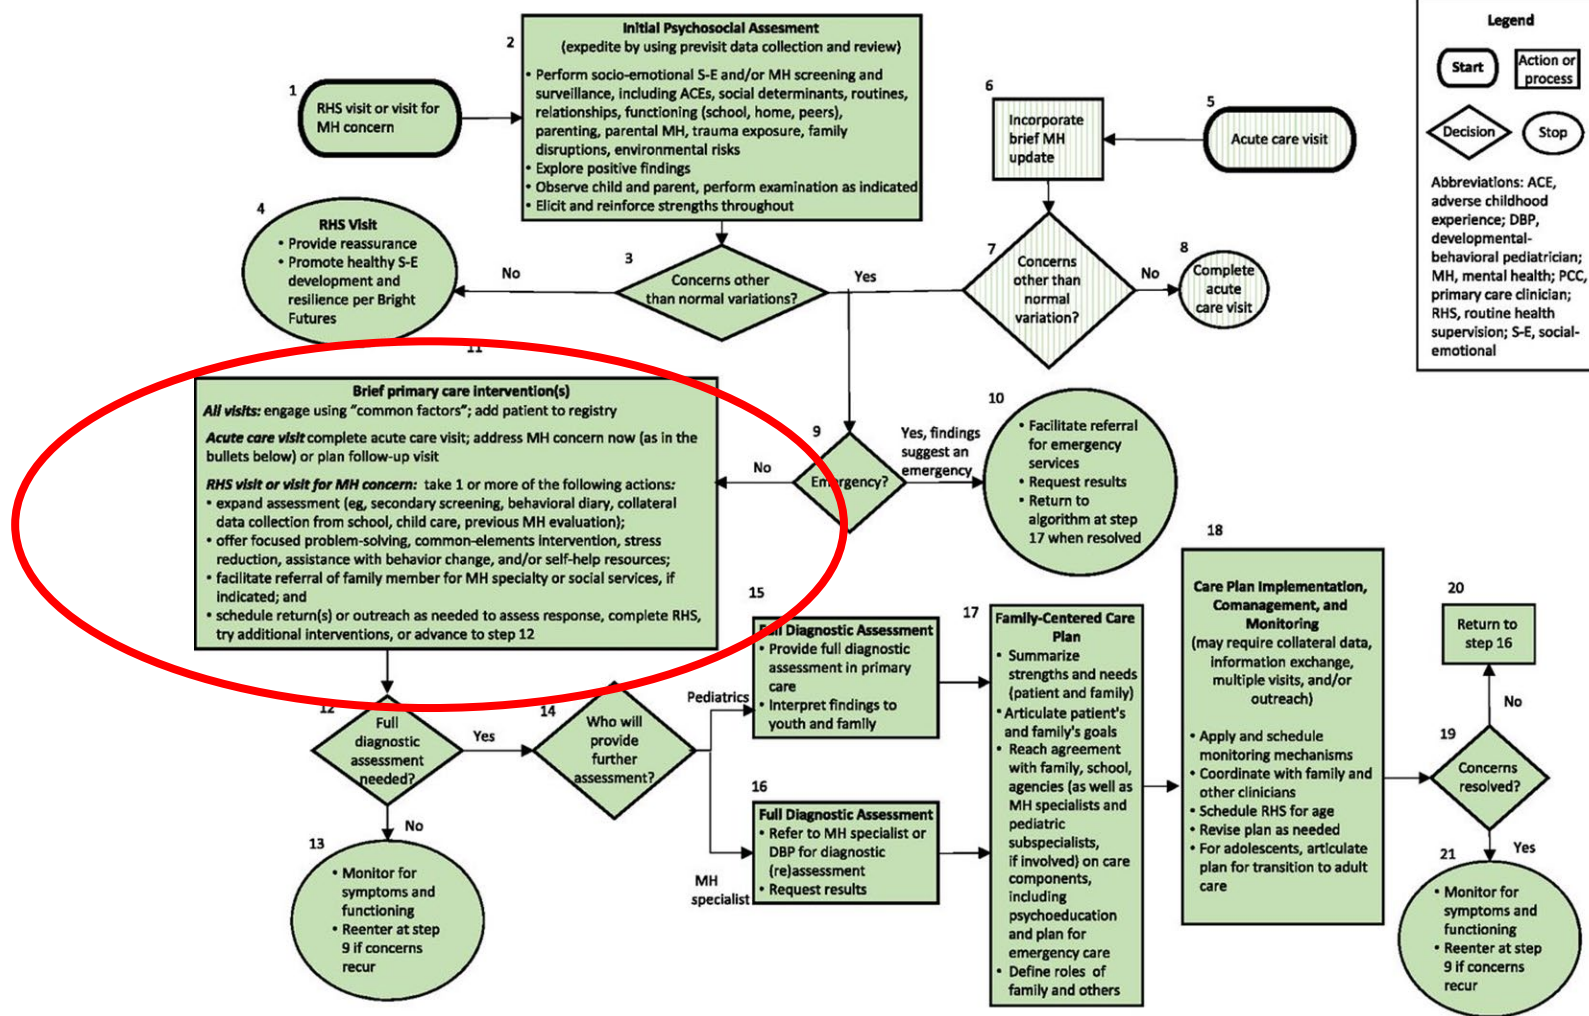 1
RHS visit or visit for
MH concern
2
Initial Psychosocial Assesment
(expedite by using previsit data collection and review)
• Perform socio-emotional S-E and/or MH screening and
surveillance, including ACEs, social determinants, routines,
relationships, functioning (school, home, peers),
parenting, parental MH, trauma exposure, family
disruptions, environmental risks
• Explore positive findings
• Observe child and parent, perform examination as indicated
• Elicit and reinforce strengths throughout
6
Incorporate
brief MH
update
5
Acute care visit
Legend
Start
Action or
process
Decision
Stop
Abbreviations: ACE,
adverse childhood
experience; DBP,
developmental-
behavioral pediatrician;
MH, mental health; PCC,
primary care clinician;
RHS, routine health
supervision; S-E, social-
emotional
4
RHS Visit
• Provide reassurance
• Promote healthy S-E
development and
resilience per Bright
Futures
No
3
Concerns other
than normal variations?
Yes
7
Concerns
other than
normal
variation?
No
8
Complete
acute
care visit
11
Brief primary care intervention(s)
All visits: engage using "common factors"; add patient to registry
Acute care visit complete acute care visit; address MH concern now (as in the
bullets below) or plan follow-up visit
RHS visit or visit for MH concern: take 1 or more of the following actions:
• expand assessment (eg, secondary screening, behavioral diary, collateral
data collection from school, child care, previous MH evaluation);
• offer focused problem-solving, common-elements intervention, stress
reduction, assistance with behavior change, and/or self-help resources;
• facilitate referral of family member for MH specialty or social services, if
indicated; and
• schedule return(s) or outreach as needed to assess response, complete RHS,
try additional interventions, or advance to step 12
No
9
Emergency?
Yes, findings
suggest an
emergency
10
• Facilitate referral
for emergency
services
• Request results
• Return to
algorithm at step
17 when resolved
12
Full
diagnostic
assessment
needed?
Yes
No
13
• Monitor for
symptoms and
functioning
• Reenter at step
9 if concerns
recur
14
Who will
provide
further
assessment?
Pediatrics
MH
specialist
15
Full Diagnostic Assessment
• Provide full diagnostic
assessment in primary
care
• Interpret findings to
youth and family
16
Full Diagnostic Assessment
• Refer to MH specialist or
DBP for diagnostic
(re)assessment
• Request results
17
Family-Centered Care
Plan
• Summarize
strengths and needs
(patient and family)
• Articulate patient's
and family's goals
• Reach agreement
with family, school,
agencies (as well as
MH specialists and
pediatric
subspecialists,
if involved) on care
components,
including
psychoeducation
and plan for
emergency care
• Define roles of
family and others
18
Care Plan Implementation,
Comanagement, and
Monitoring
(may require collateral data,
information exchange,
multiple visits, and/or
outreach)
• Apply and schedule
monitoring mechanisms
• Coordinate with family and
other clinicians
• Schedule RHS for age
• Revise plan as needed
• For adolescents, articulate
plan for transition to adult
care
20
Return to
step 16
No
19
Concerns
resolved?
Yes
21
• Monitor for
symptoms and
functioning
• Reenter at step
9 if concerns
recur